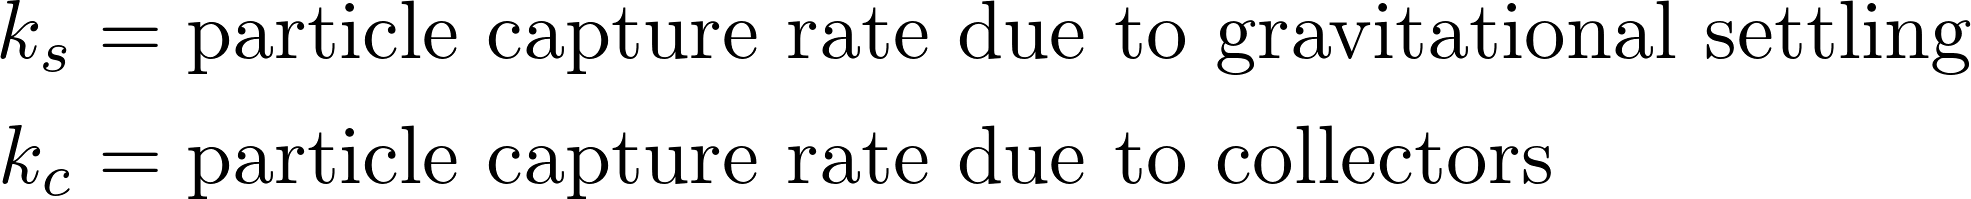 k_s = particle capture rate due to gravitational settling
k_c = particle capture rate due to collectors